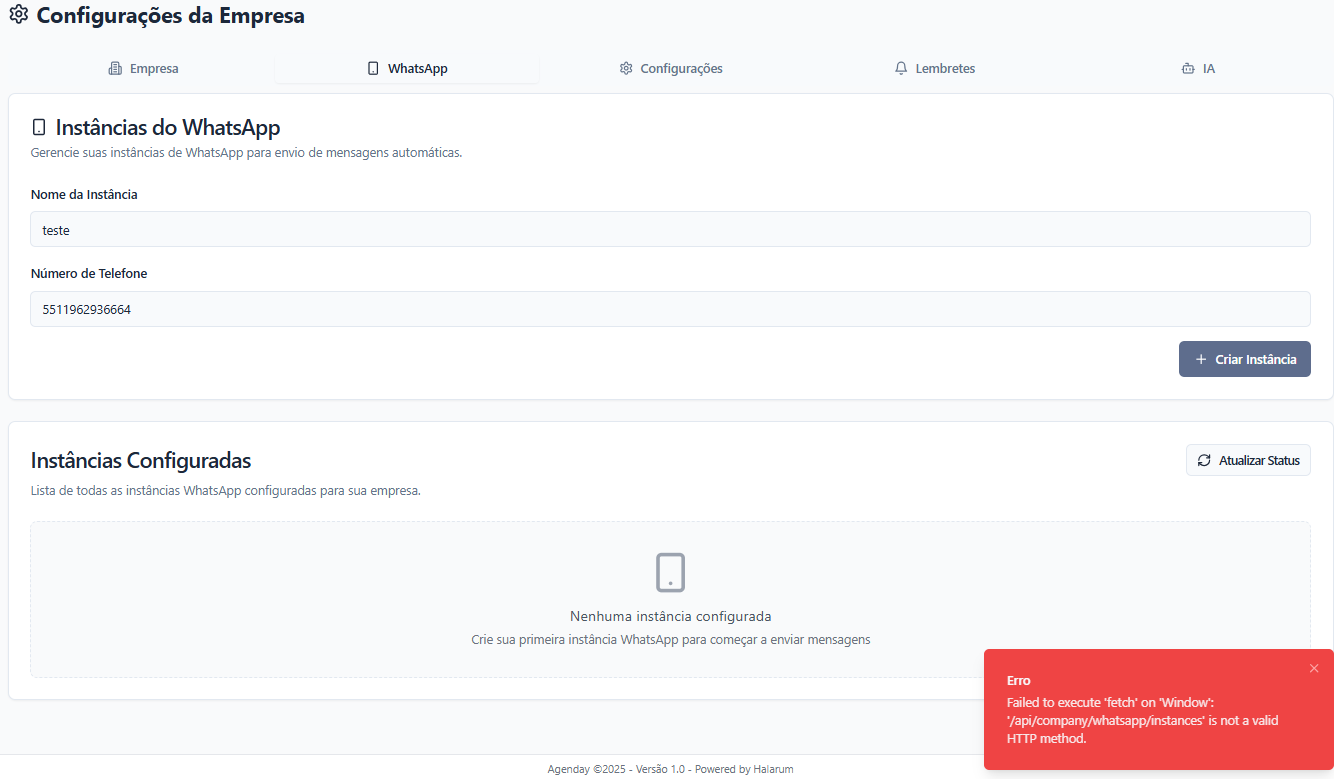 Configurações da Empresa
Empresa
WhatsApp
Configurações
Lembretes
IA
Instâncias do WhatsApp
Gerencie suas instâncias de WhatsApp para envio de mensagens automáticas.
Nome da Instância
teste
Número de Telefone
5511962936664
Criar Instância
Instâncias Configuradas
Atualizar Status
Lista de todas as instâncias WhatsApp configuradas para sua empresa.
Nenhuma instância configurada
Crie sua primeira instância WhatsApp para começar a enviar mensagens
Erro
Failed to execute 'fetch' on 'Window':
'/api/company/whatsapp/instances' is not a valid
HTTP method.
Agenday ©2025 - Versão 1.0 - Powered by Halarum